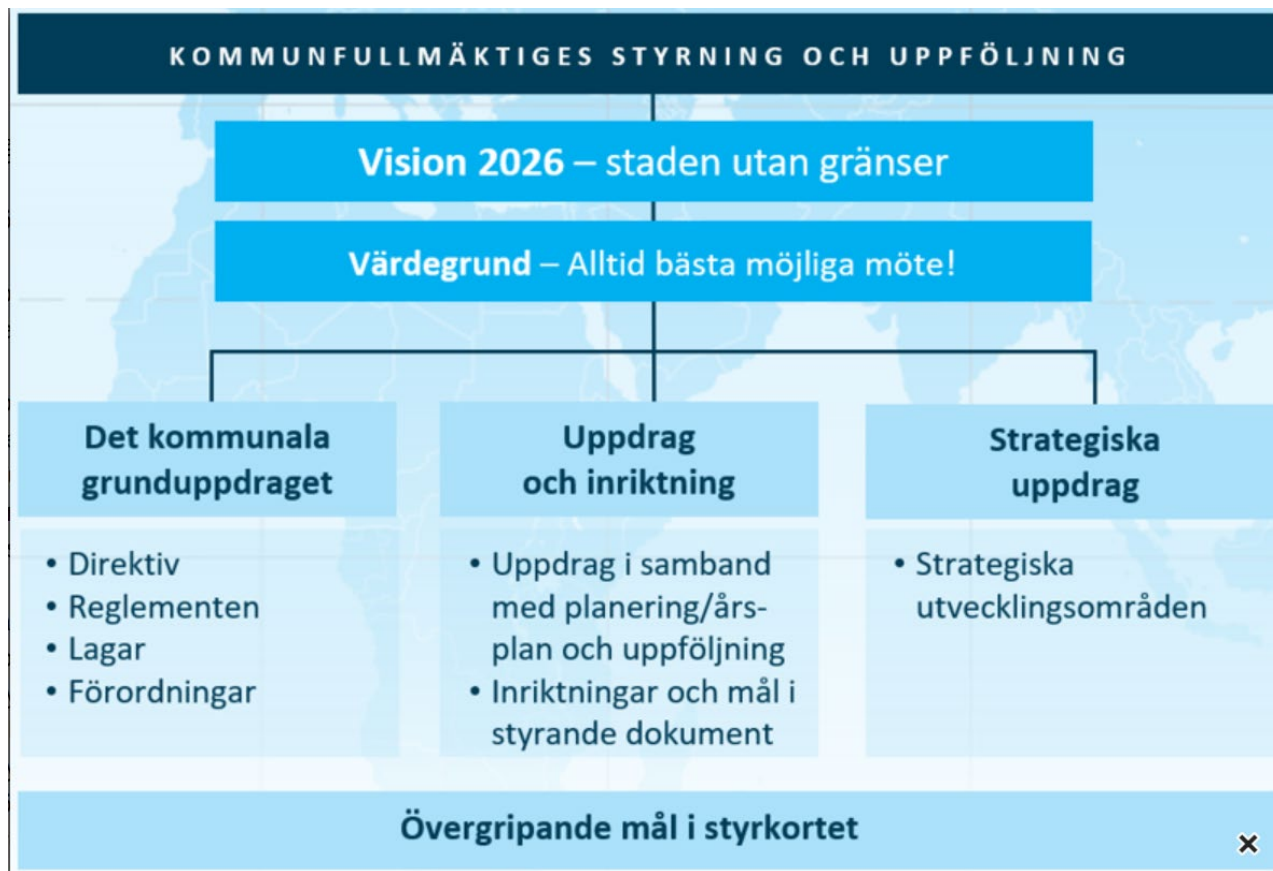 KOMMUNFULLMÄKTIGES STYRNING OCH UPPFÖLJNING
Vision 2026 – staden utan gränser
Värdegrund – Alltid bästa möjliga möte!
Det kommunala
grunduppdraget
• Direktiv
• Reglementen
• Lagar
• Förordningar
Uppdrag
och inriktning
• Uppdrag i samband
med planering/års-
plan och uppföljning
• Inriktningar och mål i
styrande dokument
Strategiska
uppdrag
• Strategiska
utvecklingsområden
Övergripande mål i styrkortet